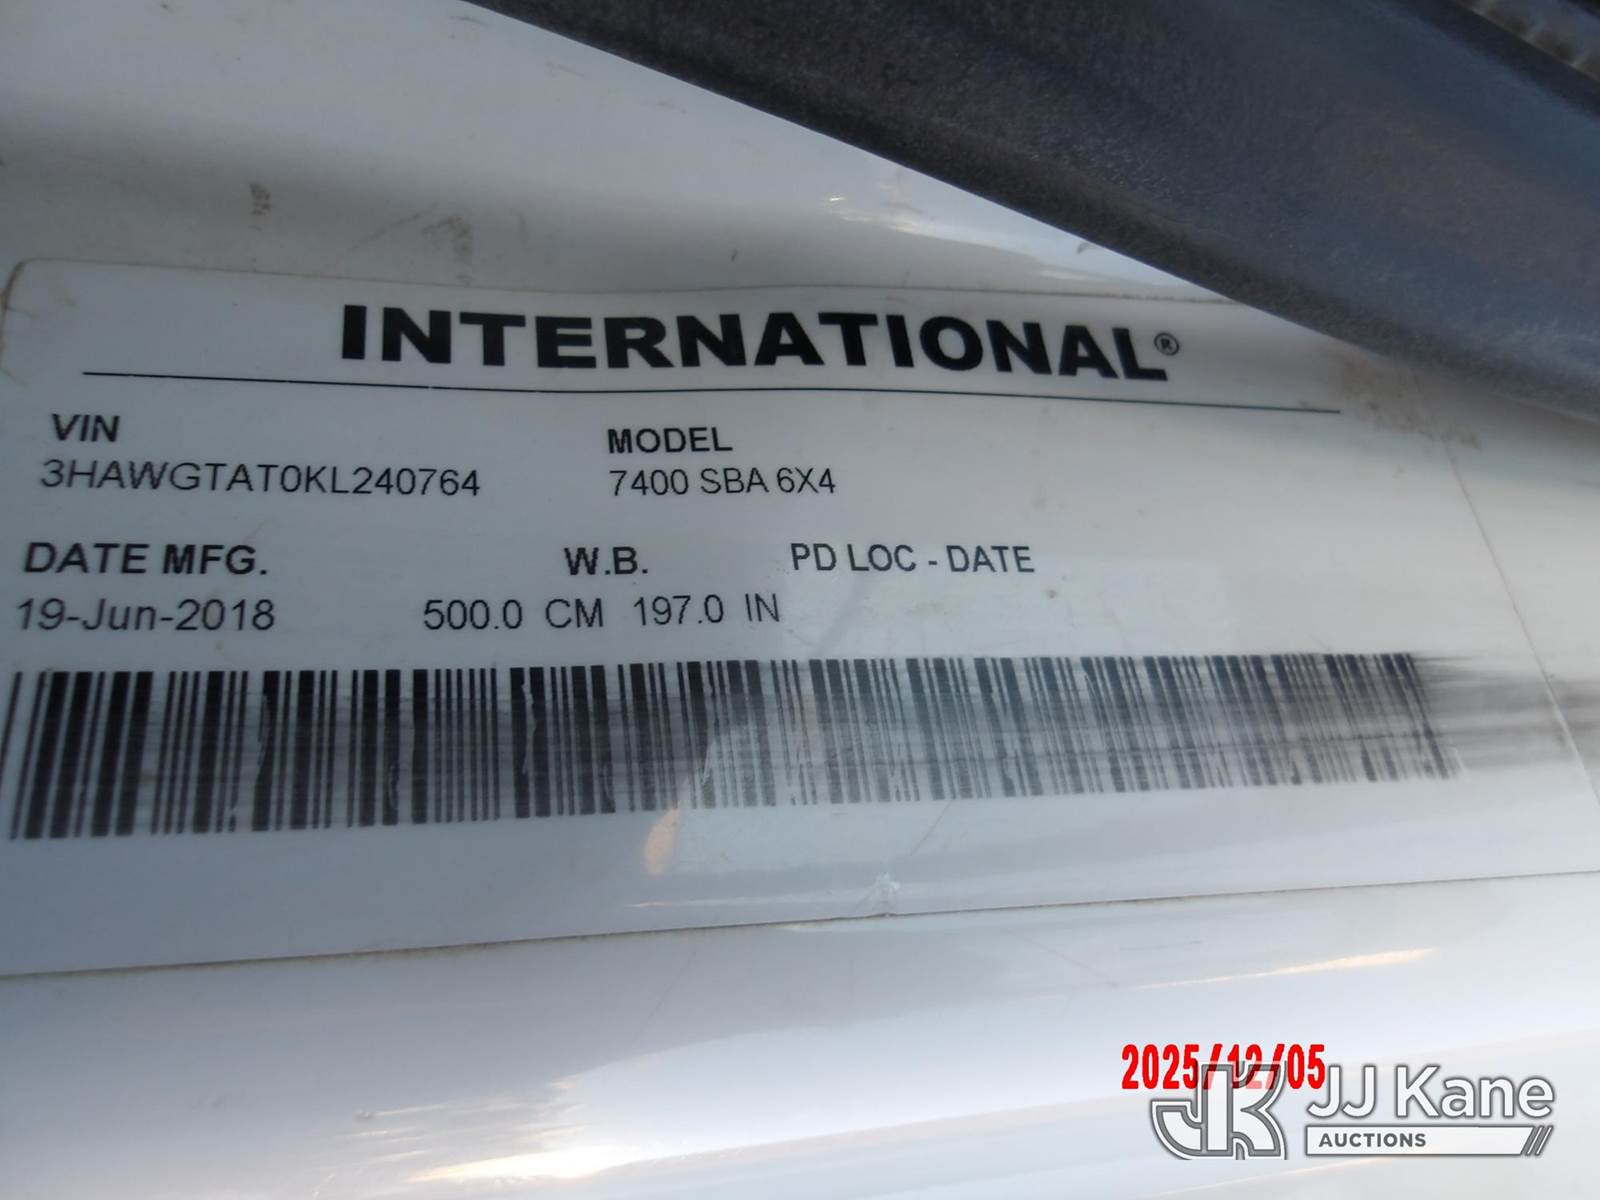 INTERNATIONAL®
VIN
3HAWGTAT0KL240764
MODEL
7400 SBA 6X4
DATE MFG.
19-Jun-2018
W.B.
500.0 CM 197.0 IN
PD LOC - DATE
2025/12/05
JK JJ Kane
AUCTIONS